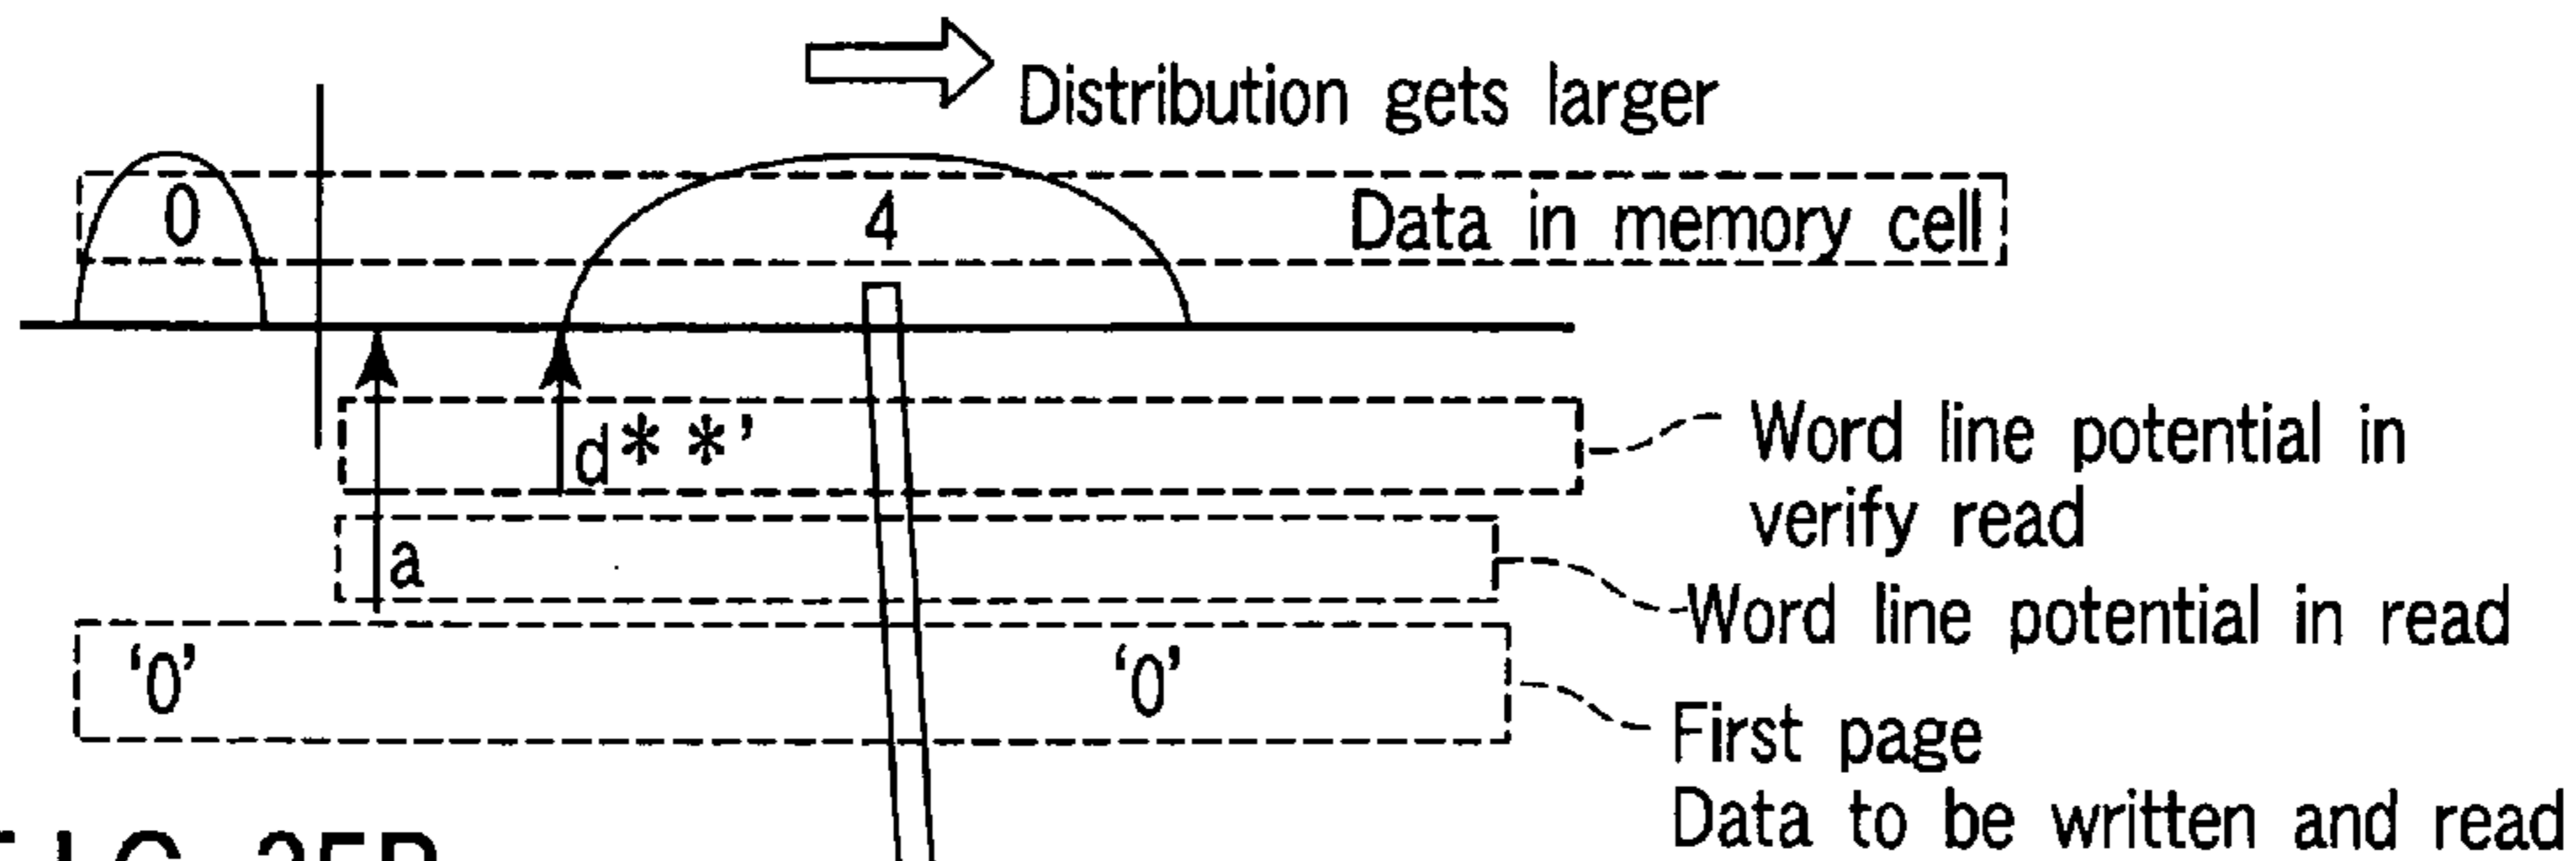 Distribution gets larger
0
4
Data in memory cell
d**'
Word line potential in
verify read
a
Word line potential in read
'0'
'0'
First page
Data to be written and read